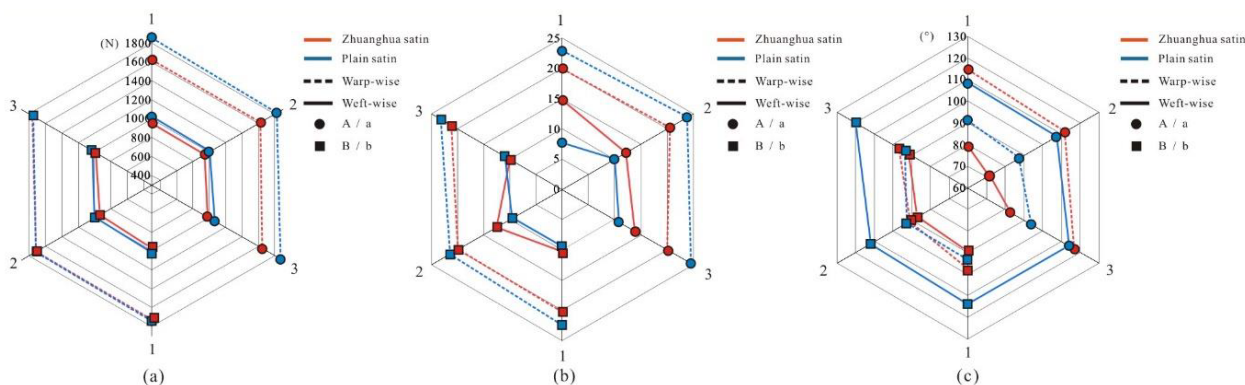 1
(N)
1800
1600
1400
1200
1000
800
600
400
2
3
1
2
3
Zhuanghua satin
Plain satin
Warp-wise
Weft-wise
A / a
B / b
(a)
1
25
20
15
10
5
0
2
3
1
2
3
Zhuanghua satin
Plain satin
Warp-wise
Weft-wise
A / a
B / b
(b)
1
(°)
130
120
110
100
90
80
70
60
2
3
1
2
3
Zhuanghua satin
Plain satin
Warp-wise
Weft-wise
A / a
B / b
(c)